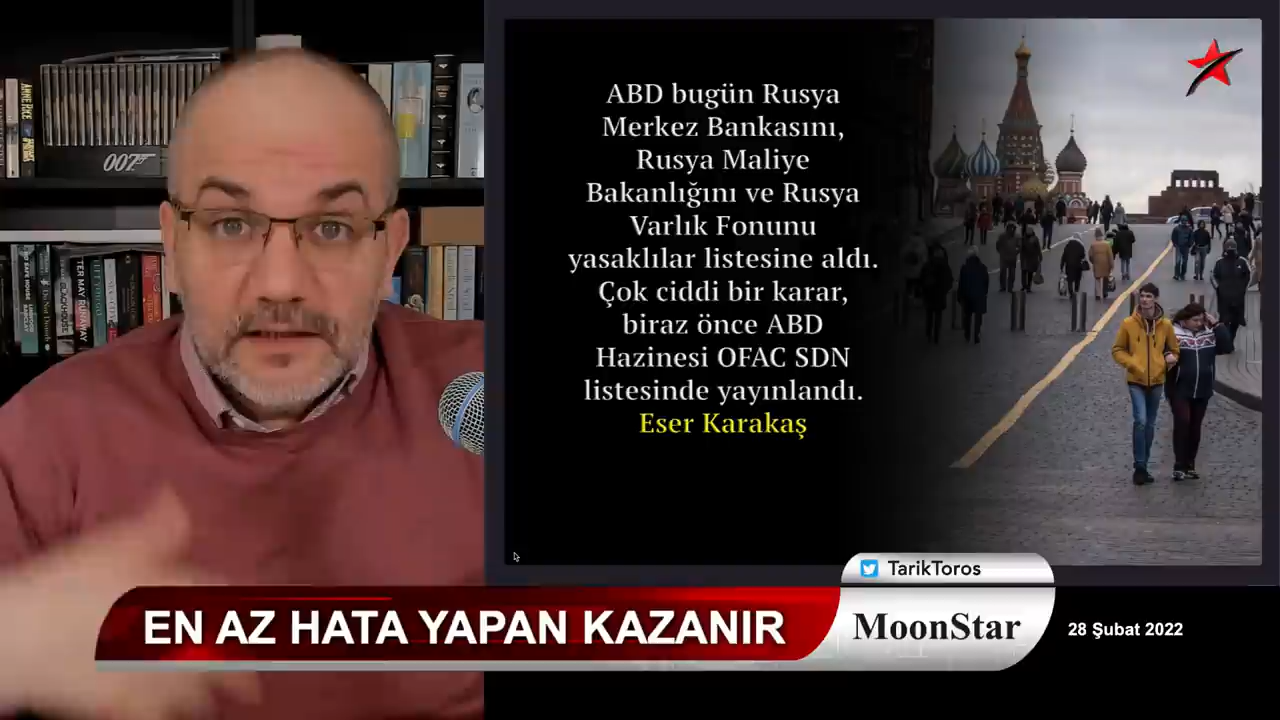 007
ABD bugün Rusya
Merkez Bankasını,
Rusya Maliye
Bakanlığını ve Rusya
Varlık Fonunu
yasaklılar listesine aldı.
Çok ciddi bir karar,
biraz önce ABD
Hazinesi OFAC SDN
listesinde yayınlandı.
Eser Karakaş
TarikToros
EN AZ HATA YAPAN KAZANIR
MoonStar
28 Şubat 2022